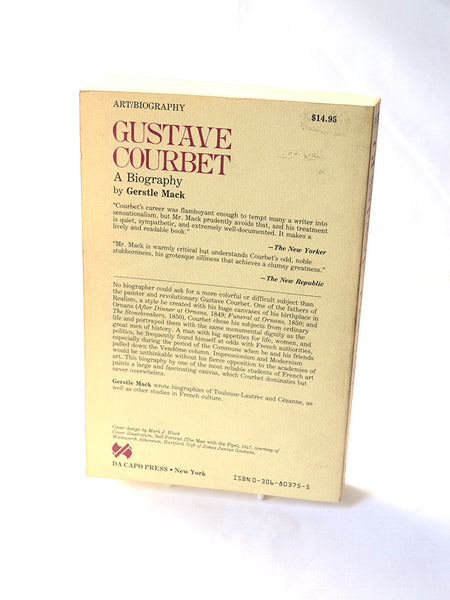 ART/BIOGRAPHY
$14.95
GUSTAVE
COURBET
A Biography
by Gerstle Mack
"Courbet's career was flamboyant enough to tempt many a writer into
sensationalism, but Mr. Mack prudently avoids that, and his treatment
is quiet, sympathetic, and extremely well-documented. It makes a
lively and readable book."
—The New Yorker
"Mr. Mack is warmly critical but understands Courbet's odd, noble
stubbornness, his grotesque silliness that achieves a clumsy greatness."
—The New Republic
No biographer could ask for a more colorful or difficult subject than
the painter and revolutionary Gustave Courbet. One of the fathers of
Realism, a style he created with his huge canvases of his birthplace in
Ornans (After Dinner at Ornans, 1849; Funeral at Ornans, 1850; and
The Stonebreakers, 1850), Courbet chose his subjects from ordinary
life and portrayed them with the same monumental dignity as the
great men of history. A man with big appetites for life, women, and
politics, he frequently found himself at odds with French authorities,
especially during the period of the Commune when he and his friends
pulled down the Vendôme column. Impressionism and Modernism
would be unthinkable without his fierce opposition to the academies of
art. This biography by one of the most reliable students of French art
paints a large and fascinating canvas, which Courbet dominates but
never overwhelms.
Gerstle Mack wrote biographies of Toulouse-Lautrec and Cézanne, as
well as other studies in French culture.
Cover design by Mark J. Block
Cover illustration, Self-Portrait (The Man with the Pipe), 1847, courtesy of
Wadsworth Atheneum, Hartford. Gift of James Junius Goodwin.
DA CAPO PRESS • New York
ISBN 0-306-80375-5